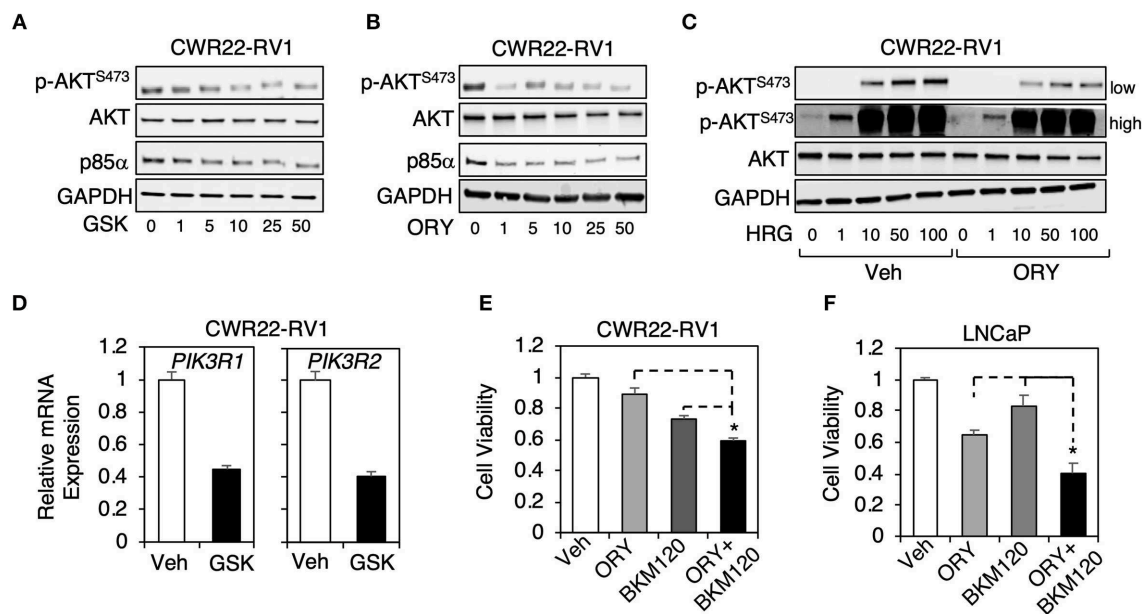 A
CWR22-RV1
p-AKTS473
AKT
p85α
GAPDH
GSK 0 1 5 10 25 50
B
CWR22-RV1
p-AKTS473
AKT
p85α
GAPDH
ORY 0 1 5 10 25 50
C
CWR22-RV1
p-AKTS473 low
p-AKTS473 high
AKT
GAPDH
HRG 0 1 10 50 100 0 1 10 50 100
Veh ORY
D
CWR22-RV1
Relative mRNA
Expression
1.2
1
0.8
0.6
0.4
0.2
0
PIK3R1
Veh GSK
PIK3R2
Veh GSK
E
CWR22-RV1
Cell Viability
1.2
1
0.8
0.6
0.4
0.2
0
*
Veh
ORY
BKM120
ORY+
BKM120
F
LNCaP
Cell Viability
1.2
1
0.8
0.6
0.4
0.2
0
*
Veh
ORY
BKM120
ORY+
BKM120